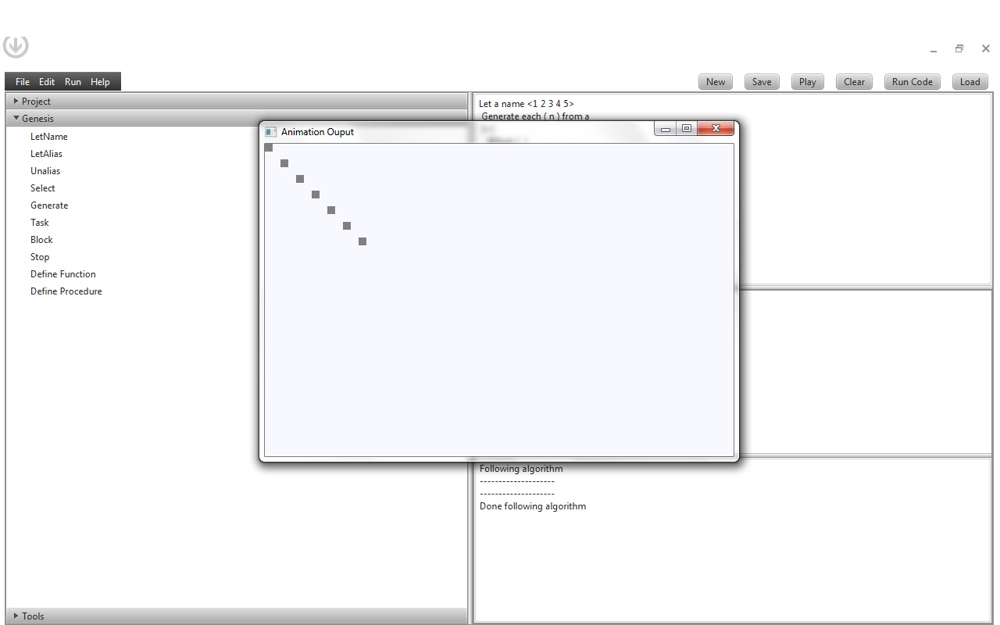 File Edit Run Help
New Save Play Clear Run Code Load
Project
Genesis
LetName
LetAlias
Unalias
Select
Generate
Task
Block
Stop
Define Function
Define Procedure
Tools
Let a name <1 2 3 4 5>
Generate each ( n ) from a
Animation Ouput
Following algorithm
--------------------
--------------------
Done following algorithm